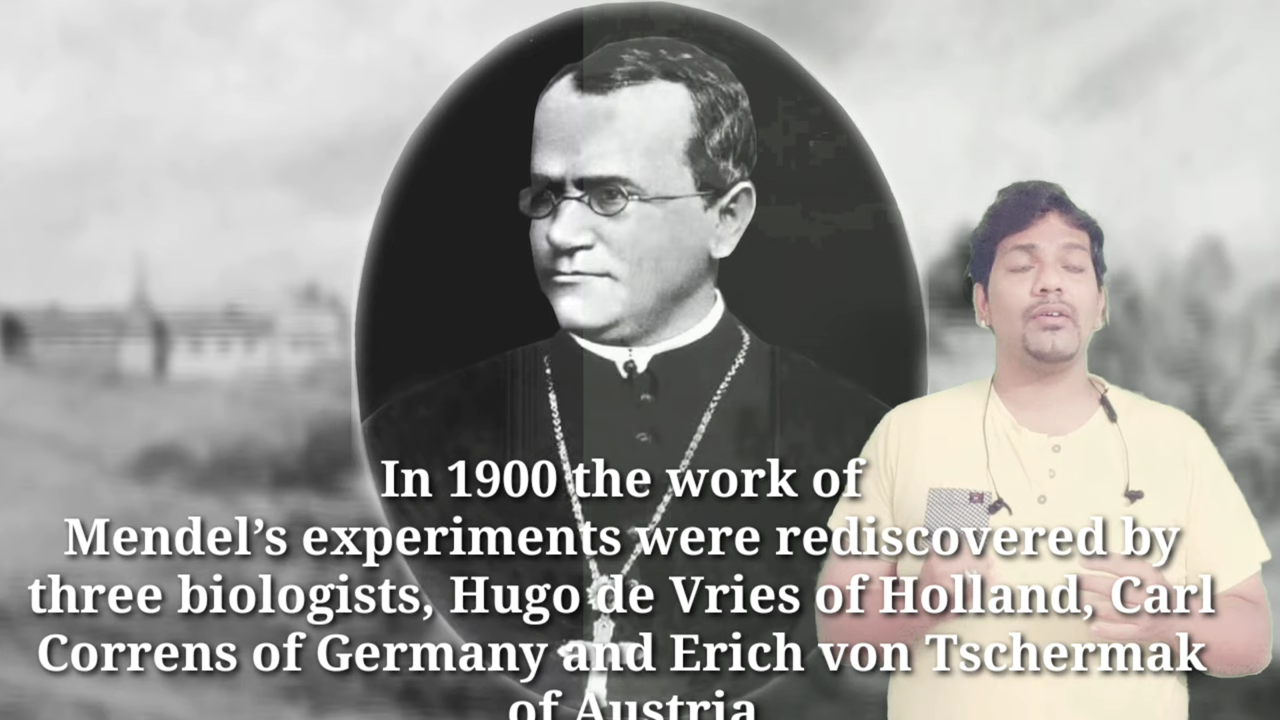 In 1900 the work of
Mendel’s experiments were rediscovered by
three biologists, Hugo de Vries of Holland, Carl
Correns of Germany and Erich von Tschermak
of Austria